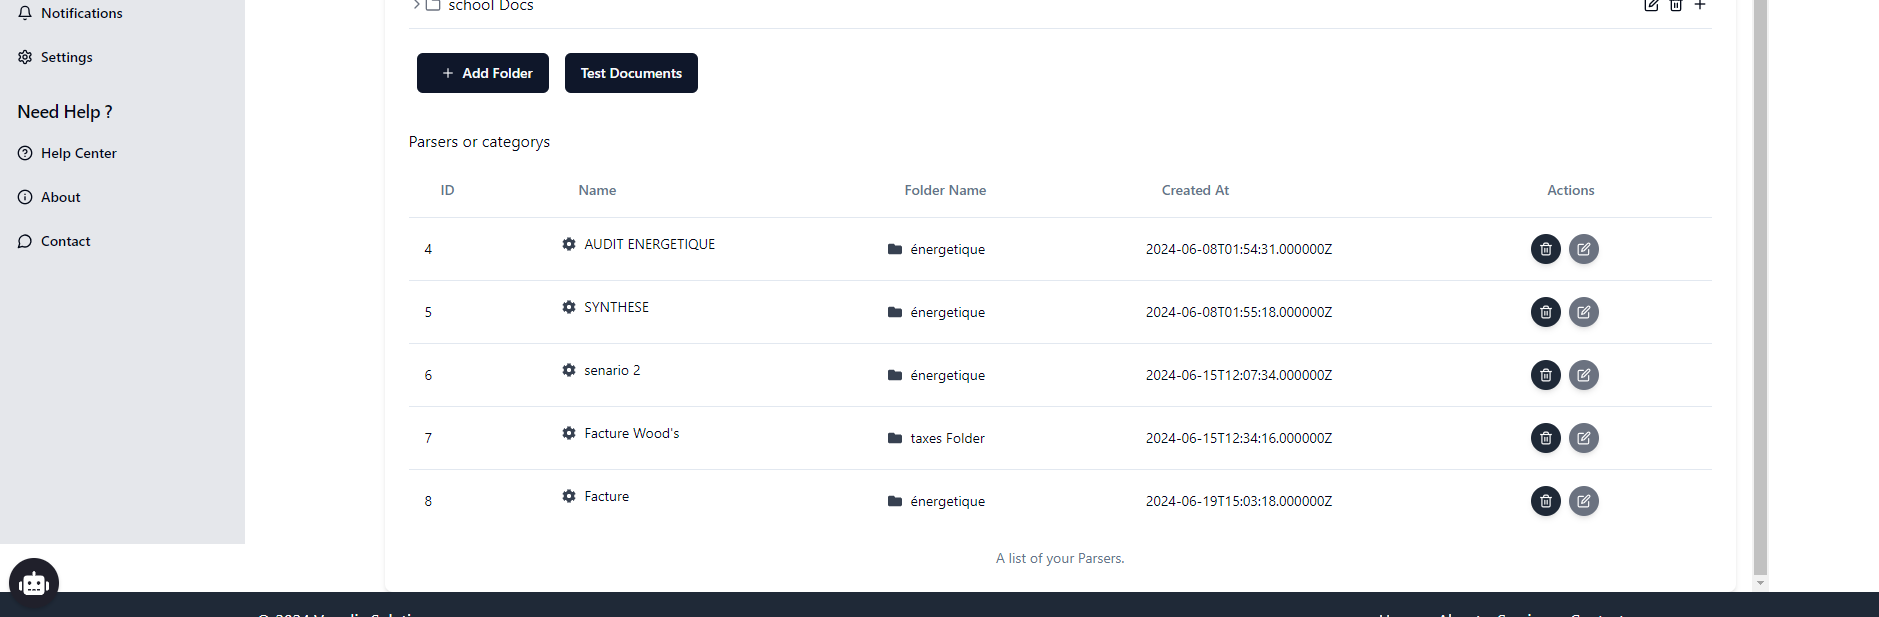 Notifications
Settings
Need Help ?
Help Center
About
Contact
school Docs
+ Add Folder
Test Documents
Parsers or categorys
ID Name Folder Name Created At Actions
4 AUDIT ENERGETIQUE énergetique 2024-06-08T01:54:31.000000Z
5 SYNTHESE énergetique 2024-06-08T01:55:18.000000Z
6 senario 2 énergetique 2024-06-15T12:07:34.000000Z
7 Facture Wood's taxes Folder 2024-06-15T12:34:16.000000Z
8 Facture énergetique 2024-06-19T15:03:18.000000Z
A list of your Parsers.
© 2024